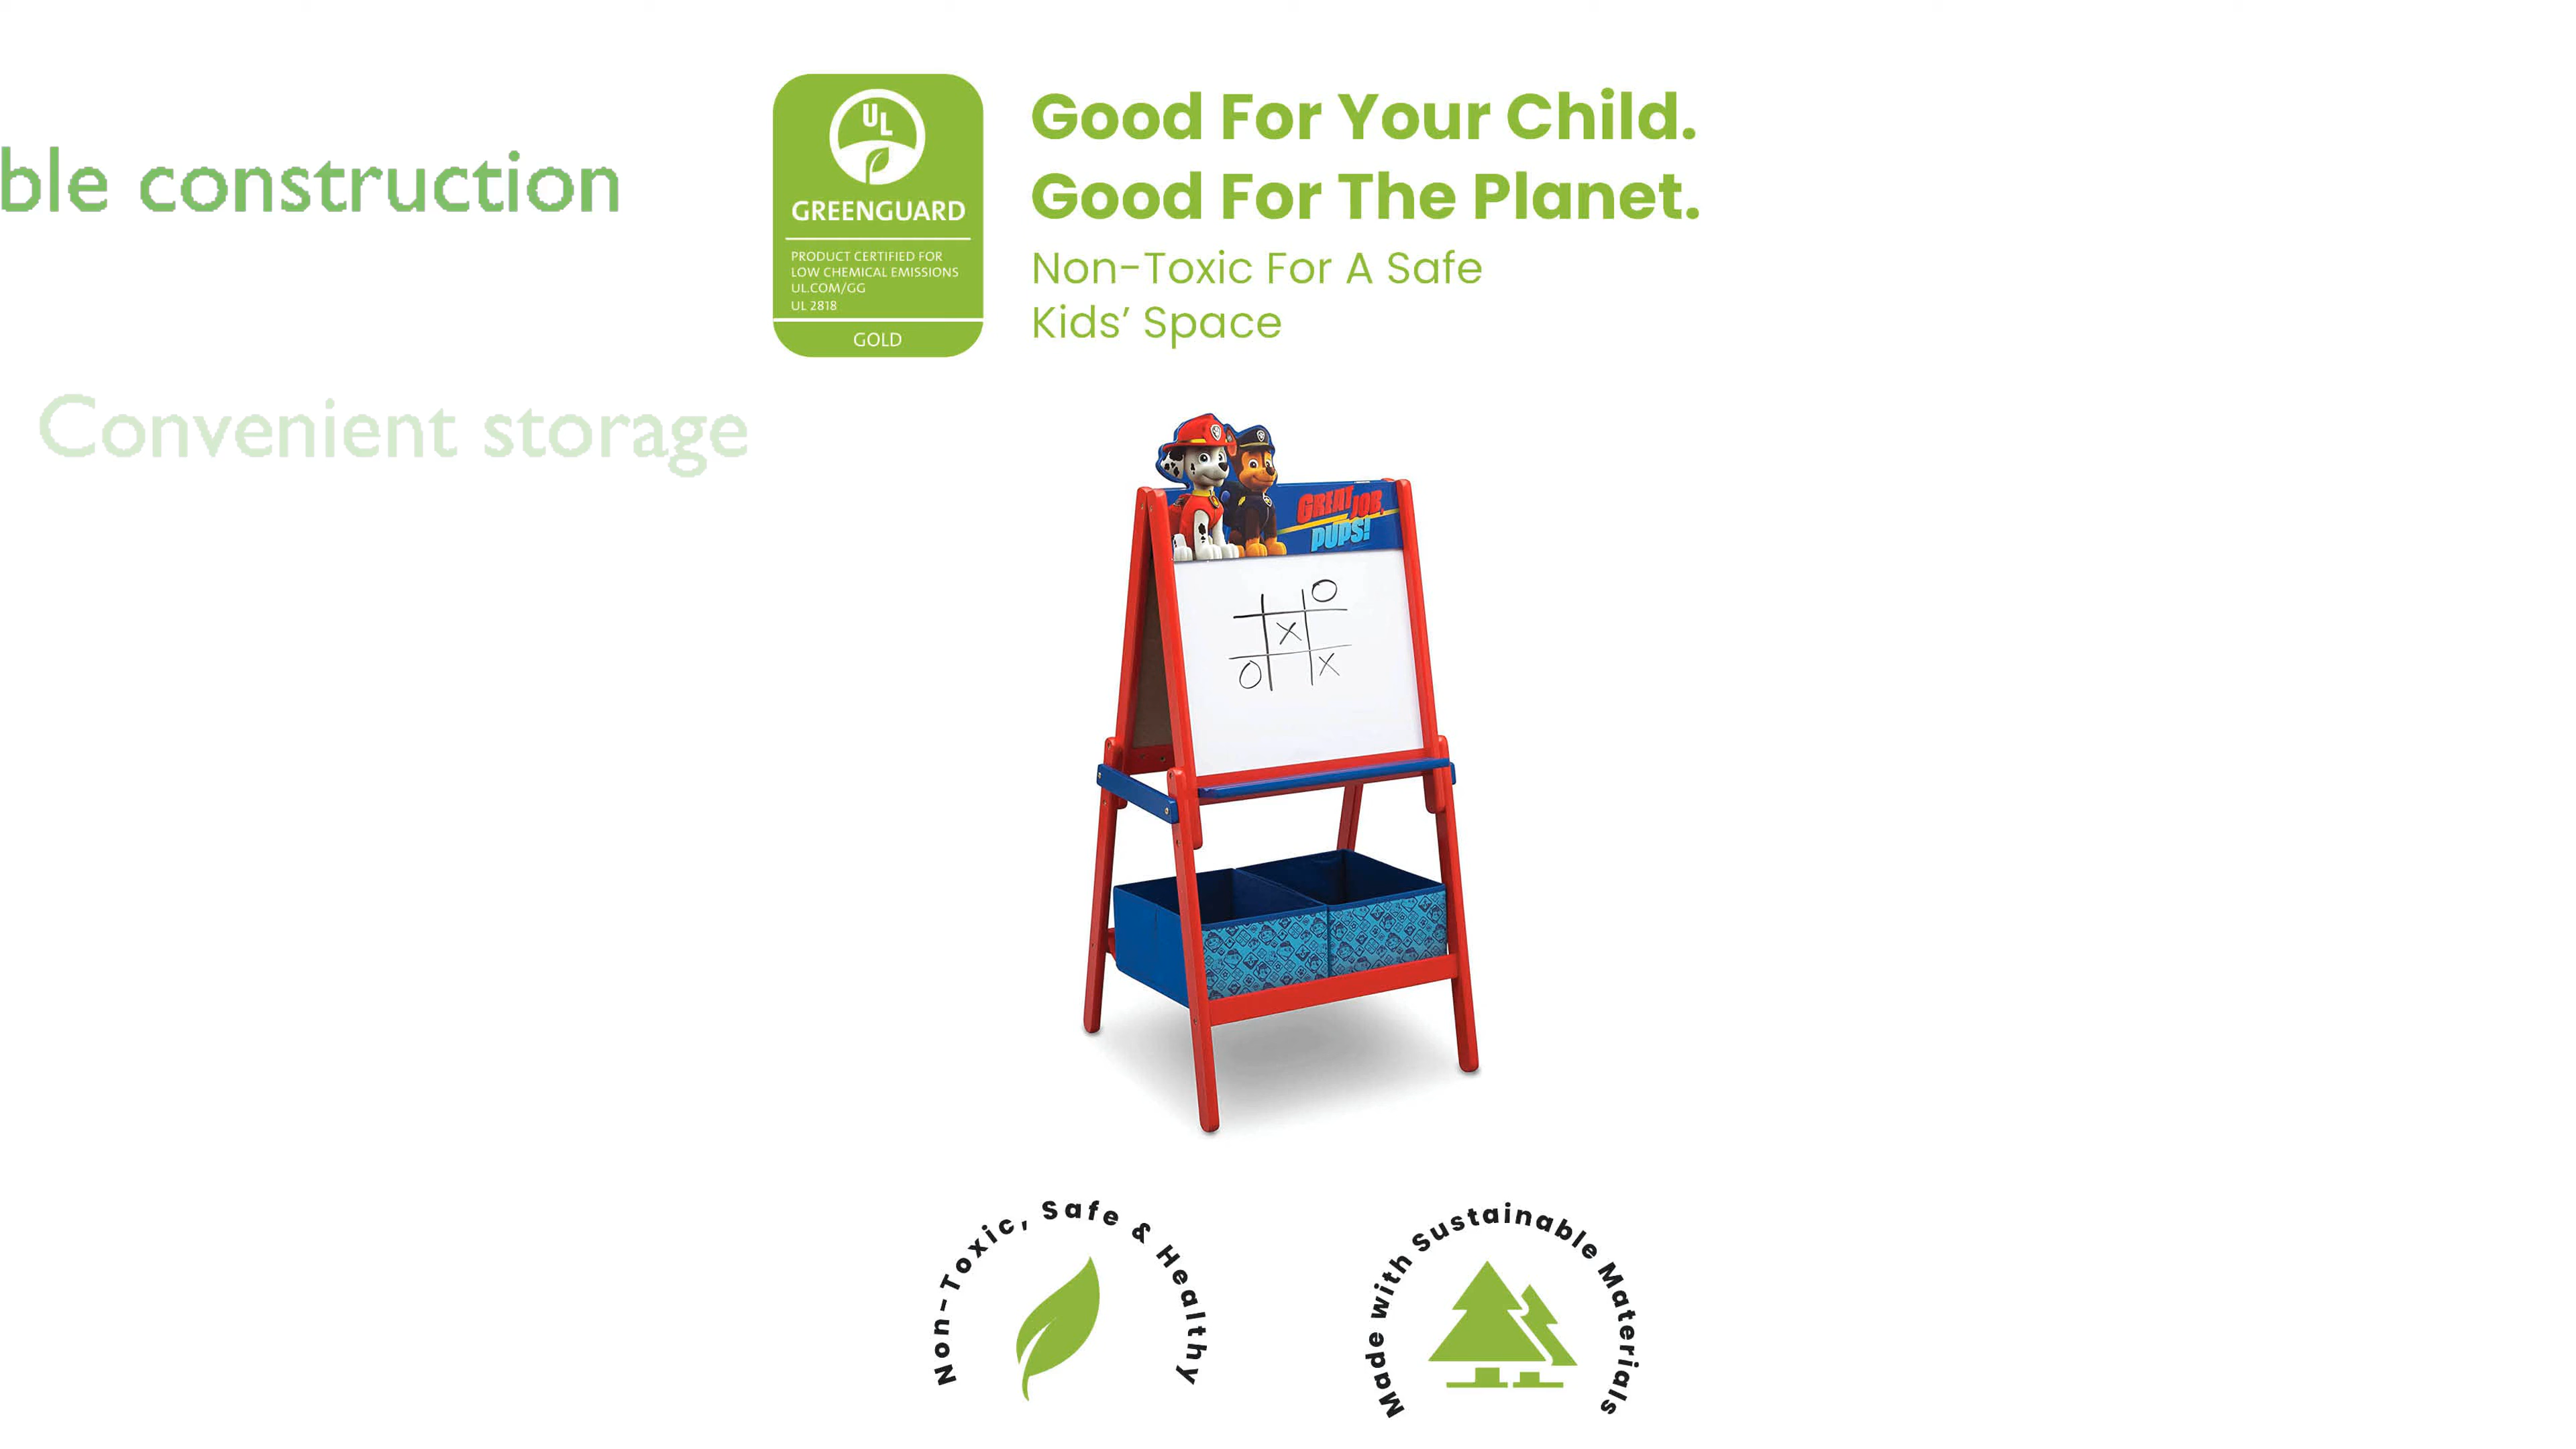 ble construction
Convenient storage
UL
GREENGUARD
PRODUCT CERTIFIED FOR
LOW CHEMICAL EMISSIONS
UL.COM/GG
UL 2818
GOLD
Good For Your Child.
Good For The Planet.
Non-Toxic For A Safe
Kids’ Space
GREAT JOB,
PUPS!
O
X
O X
Non-Toxic, Safe & Healthy
Made with Sustainable Materials